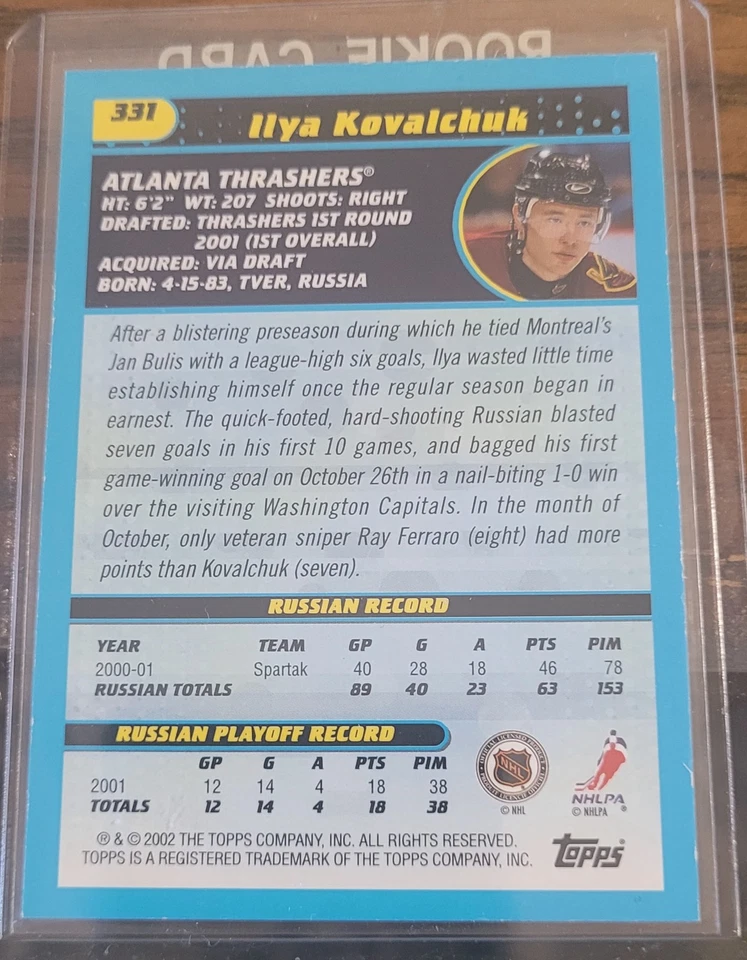 ROOKIE CARD
331
Ilya Kovalchuk
ATLANTA THRASHERS®
HT: 6'2" WT: 207 SHOOTS: RIGHT
DRAFTED: THRASHERS 1ST ROUND
2001 (1ST OVERALL)
ACQUIRED: VIA DRAFT
BORN: 4-15-83, TVER, RUSSIA
After a blistering preseason during which he tied Montreal's
Jan Bulis with a league-high six goals, Ilya wasted little time
establishing himself once the regular season began in
earnest. The quick-footed, hard-shooting Russian blasted
seven goals in his first 10 games, and bagged his first
game-winning goal on October 26th in a nail-biting 1-0 win
over the visiting Washington Capitals. In the month of
October, only veteran sniper Ray Ferraro (eight) had more
points than Kovalchuk (seven).
RUSSIAN RECORD
YEAR TEAM GP G A PTS PIM
2000-01 Spartak 40 28 18 46 78
RUSSIAN TOTALS 89 40 23 63 153
RUSSIAN PLAYOFF RECORD
GP G A PTS PIM
2001 12 14 4 18 38
TOTALS 12 14 4 18 38
NHL
© NHL
NHLPA
© NHLPA ®
® & © 2002 THE TOPPS COMPANY, INC. ALL RIGHTS RESERVED.
TOPPS IS A REGISTERED TRADEMARK OF THE TOPPS COMPANY, INC.
topps®